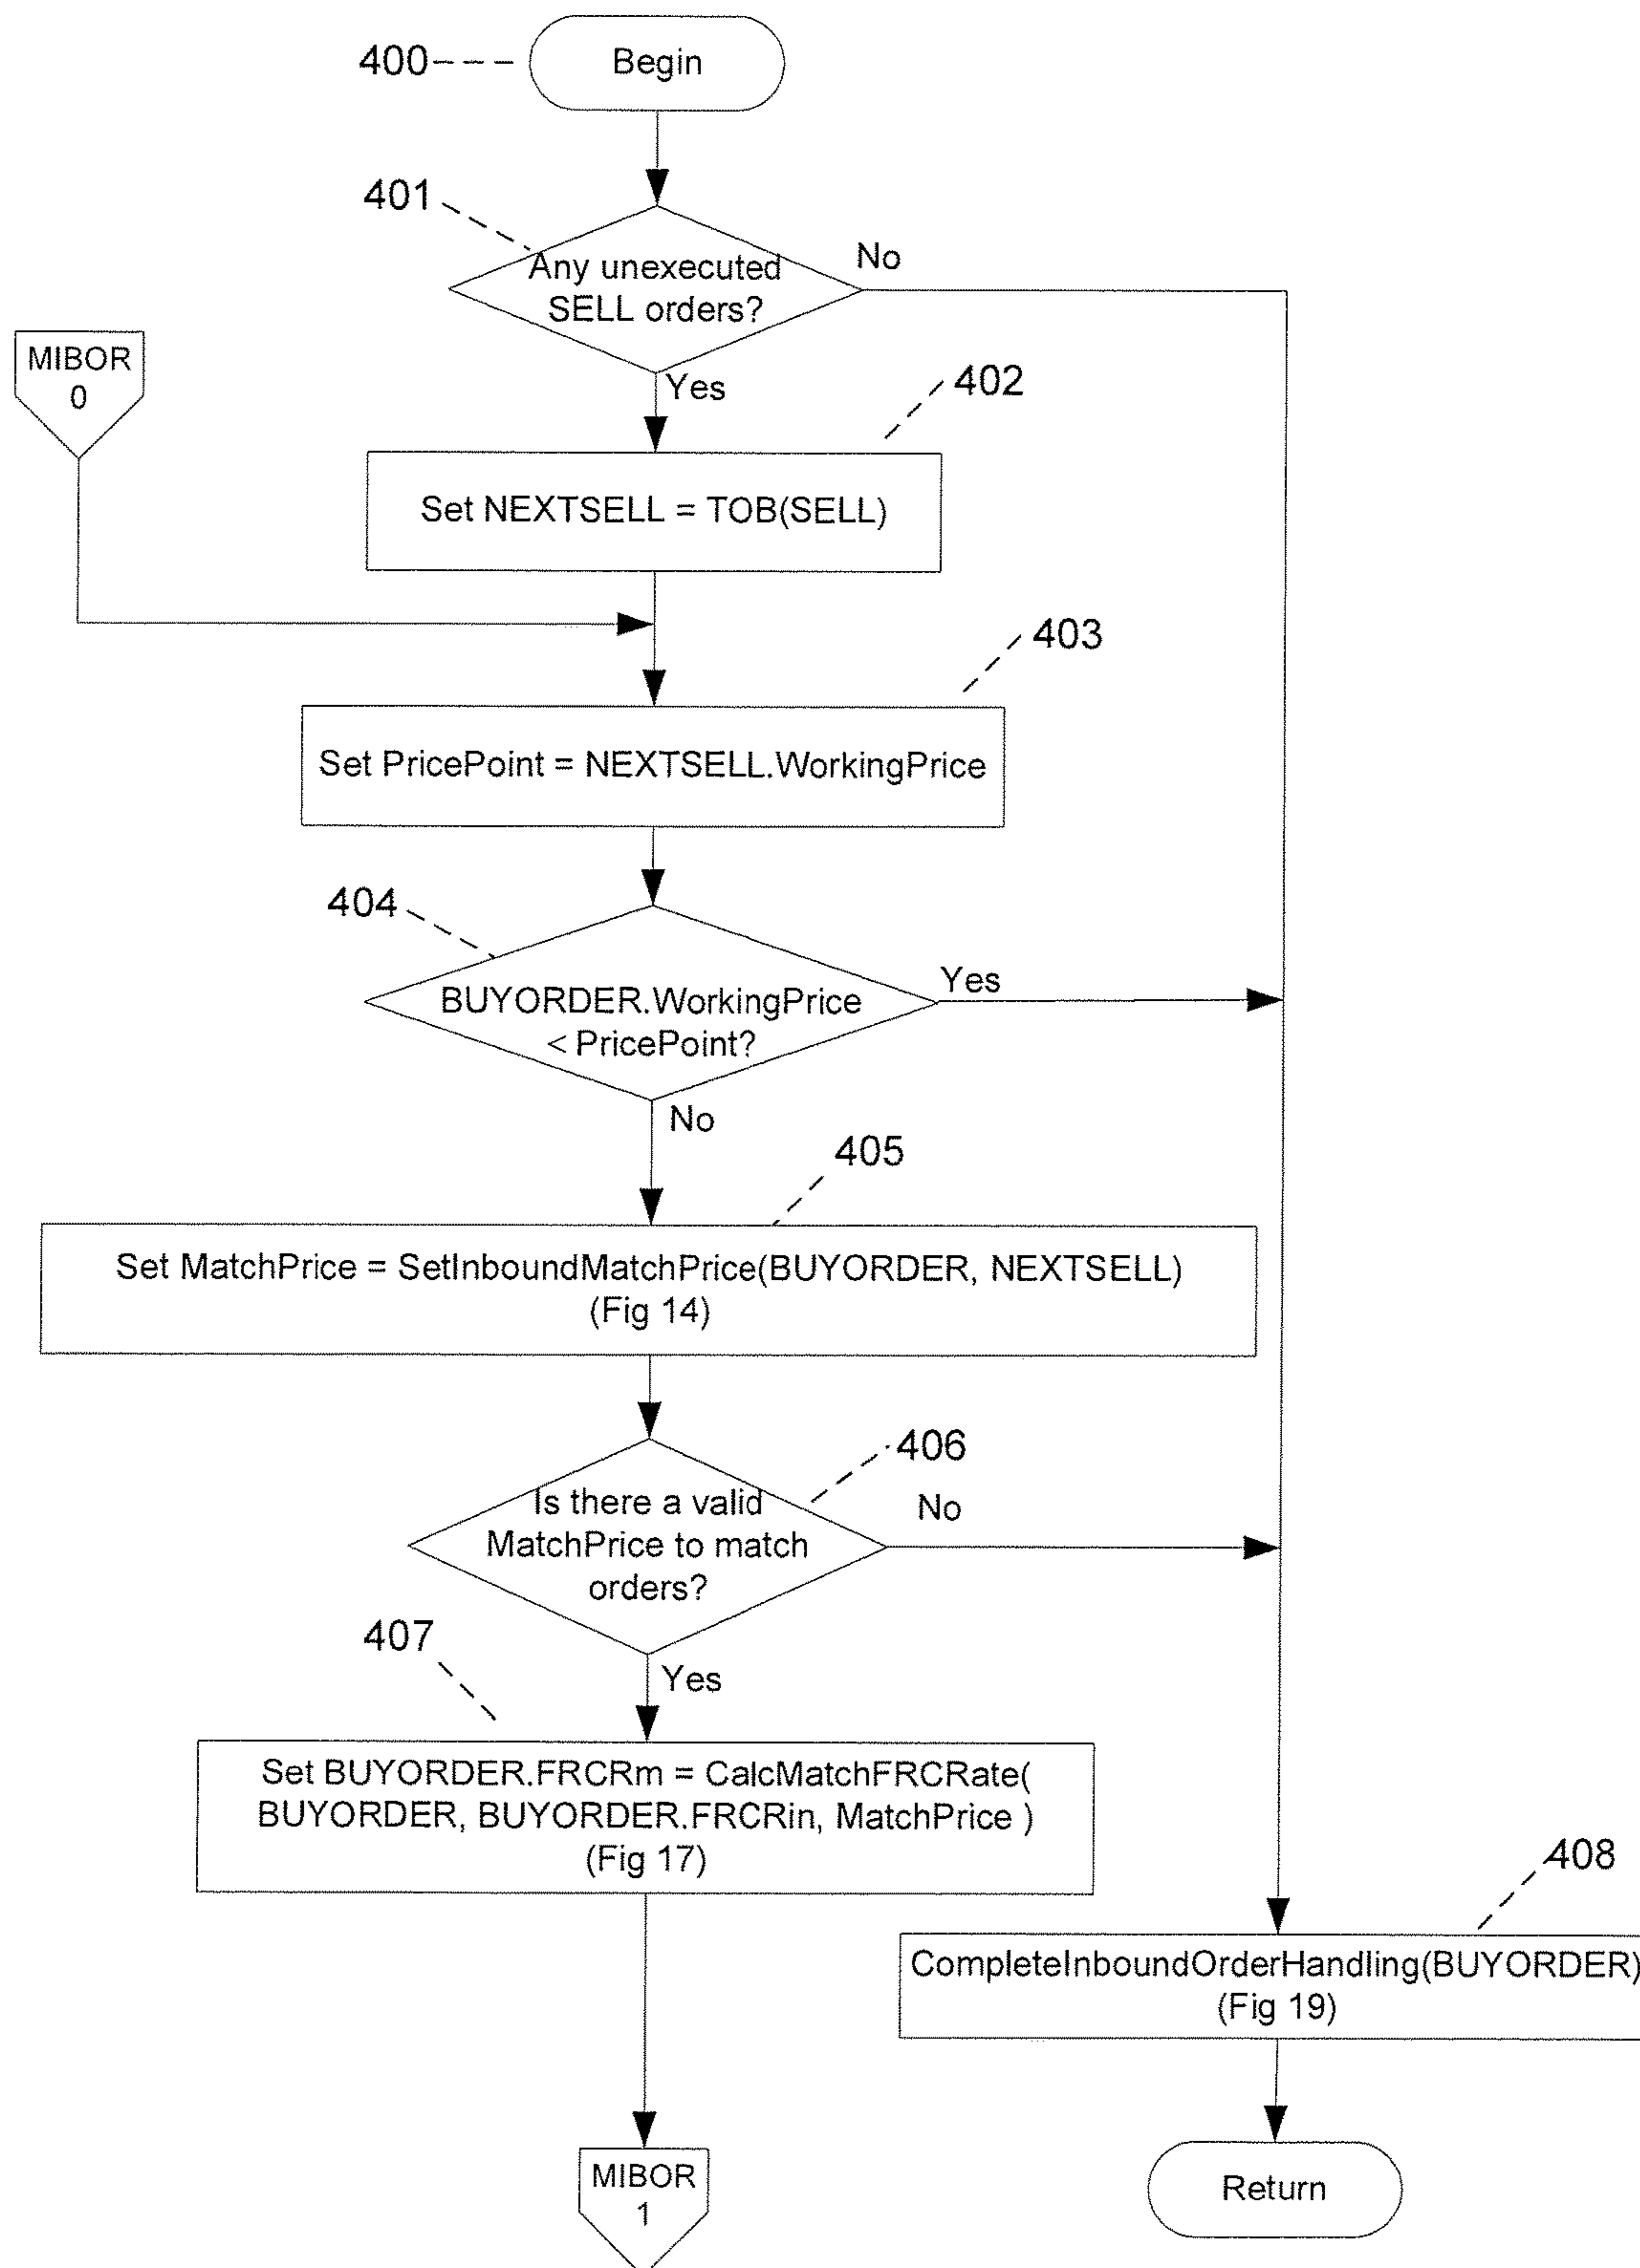 400
Begin
401
Any unexecuted
SELL orders?
No
MIBOR
0
Yes
402
Set NEXTSELL = TOB(SELL)
403
Set PricePoint = NEXTSELL.WorkingPrice
404
BUYORDER.WorkingPrice
< PricePoint?
Yes
No
405
Set MatchPrice = SetInboundMatchPrice(BUYORDER, NEXTSELL)
(Fig 14)
406
Is there a valid
MatchPrice to match
orders?
No
407
Yes
Set BUYORDER.FRCRm = CalcMatchFRCRate(
BUYORDER, BUYORDER.FRCRin, MatchPrice )
(Fig 17)
408
CompleteInboundOrderHandling(BUYORDER)
(Fig 19)
MIBOR
1
Return